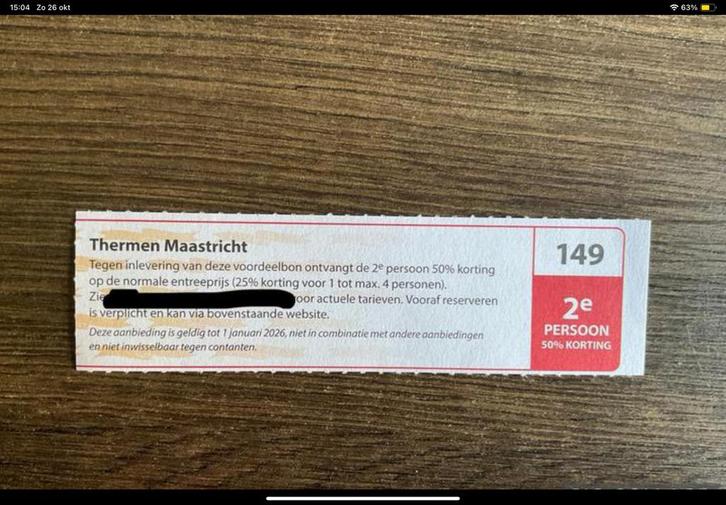 15:04 Zo 26 okt
63%
Thermen Maastricht
Tegen inlevering van deze voordeelbon ontvangt de 2e persoon 50% korting
op de normale entreeprijs (25% korting voor 1 tot max. 4 personen).
Zie oor actuele tarieven. Vooraf reserveren
is verplicht en kan via bovenstaande website.
Deze aanbieding is geldig tot 1 januari 2026, niet in combinatie met andere aanbiedingen
en niet inwisselbaar tegen contanten.
149
2e
PERSOON
50% KORTING